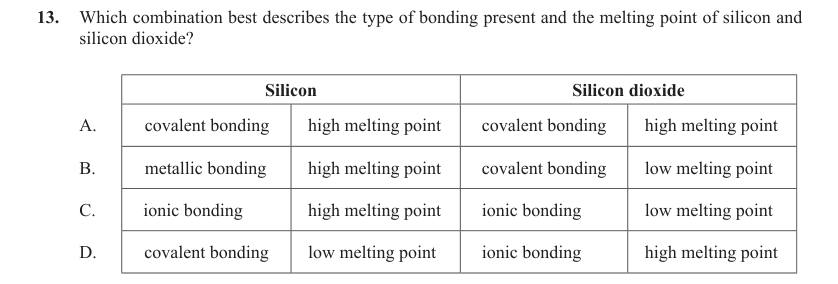 13. Which combination best describes the type of bonding present and the melting point of silicon and
silicon dioxide?
Silicon Silicon dioxide
A. covalent bonding high melting point covalent bonding high melting point
B. metallic bonding high melting point covalent bonding low melting point
C. ionic bonding high melting point ionic bonding low melting point
D. covalent bonding low melting point ionic bonding high melting point